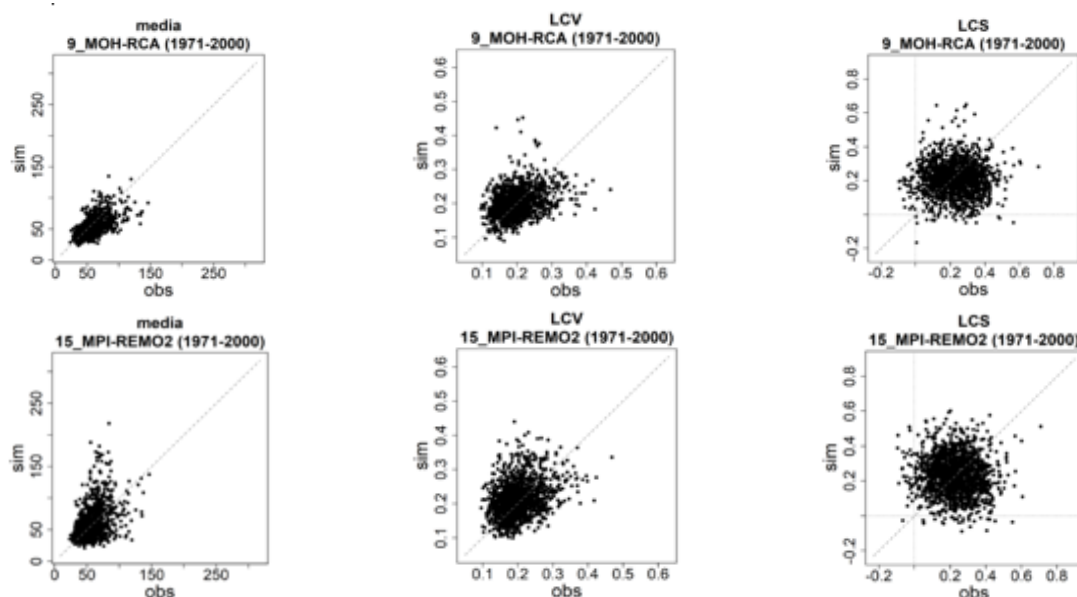 media
9_MOH-RCA (1971-2000)
sim
0 50 150 250
0 50 150 250
obs
LCV
9_MOH-RCA (1971-2000)
sim
0.1 0.2 0.3 0.4 0.5 0.6
0.1 0.2 0.3 0.4 0.5 0.6
obs
LCS
9_MOH-RCA (1971-2000)
sim
-0.2 0.2 0.4 0.6 0.8
-0.2 0.2 0.4 0.6 0.8
obs
media
15_MPI-REMO2 (1971-2000)
sim
0 50 150 250
0 50 150 250
obs
LCV
15_MPI-REMO2 (1971-2000)
sim
0.1 0.2 0.3 0.4 0.5 0.6
0.1 0.2 0.3 0.4 0.5 0.6
obs
LCS
15_MPI-REMO2 (1971-2000)
sim
-0.2 0.2 0.4 0.6 0.8
-0.2 0.2 0.4 0.6 0.8
obs